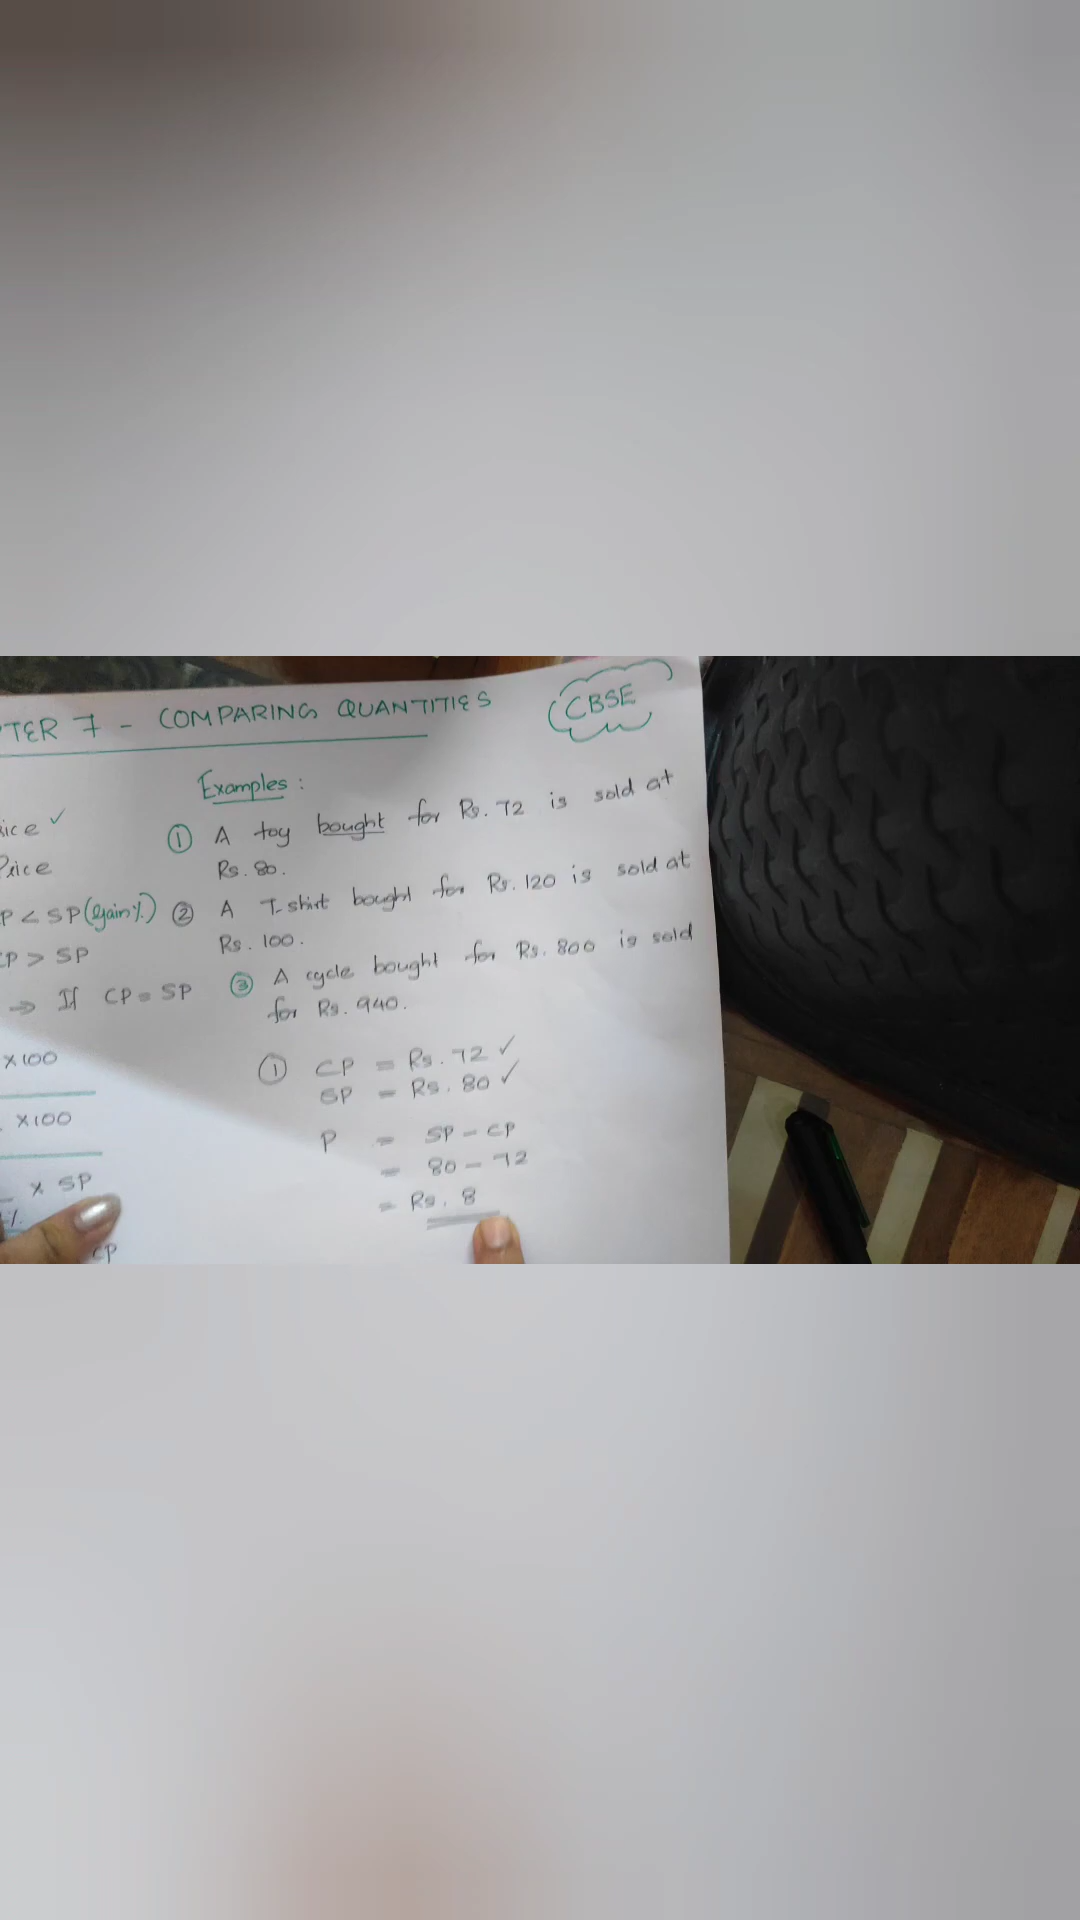 TER 7 - COMPARING QUANTITIES
CBSE
Examples :
ice ✓
Price
P < SP (Gain%)
CP > SP
⇒ If CP = SP
× 100
× 100
× SP
%
CP
① A toy bought for Rs. 72 is sold at
Rs. 80.
② A T-shirt bought for Rs. 120 is sold at
Rs. 100.
③ A cycle bought for Rs. 800 is sold
for Rs. 940.
① CP = Rs. 72 ✓
SP = Rs. 80 ✓
P = SP - CP
= 80 - 72
= Rs. 8